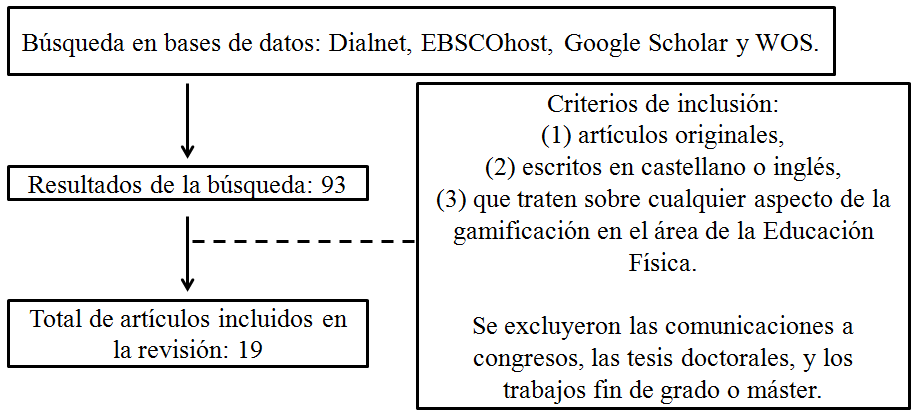 Búsqueda en bases de datos: Dialnet, EBSCOhost, Google Scholar y WOS.
Resultados de la búsqueda: 93
Total de artículos incluidos en
la revisión: 19
Criterios de inclusión:
(1) artículos originales,
(2) escritos en castellano o inglés,
(3) que traten sobre cualquier aspecto de la
gamificación en el área de la Educación
Física.
Se excluyeron las comunicaciones a
congresos, las tesis doctorales, y los
trabajos fin de grado o máster.